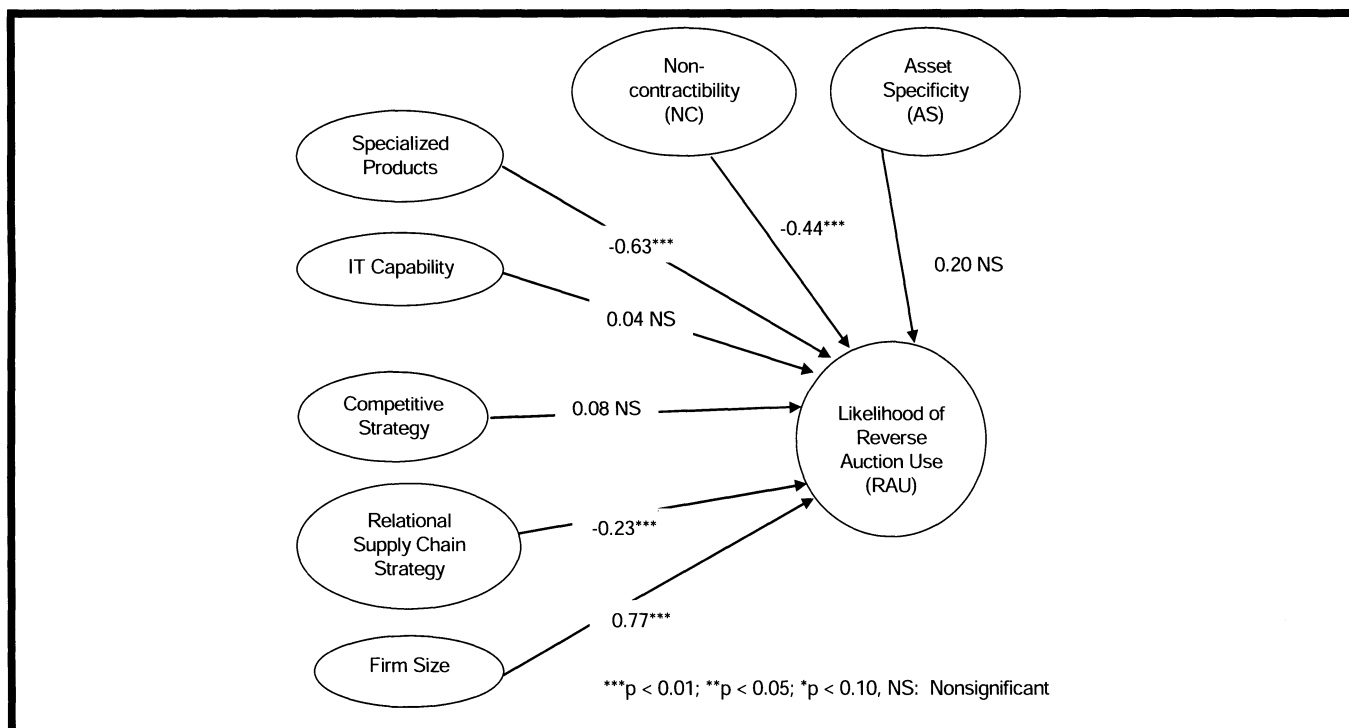 Non-
contractibility
(NC)
Asset
Specificity
(AS)
Specialized
Products
-0.63***
-0.44***
0.20 NS
IT Capability
0.04 NS
Competitive
Strategy
0.08 NS
Likelihood of
Reverse
Auction Use
(RAU)
Relational
Supply Chain
Strategy
-0.23***
0.77***
Firm Size
***p < 0.01; **p < 0.05; *p < 0.10, NS: Nonsignificant